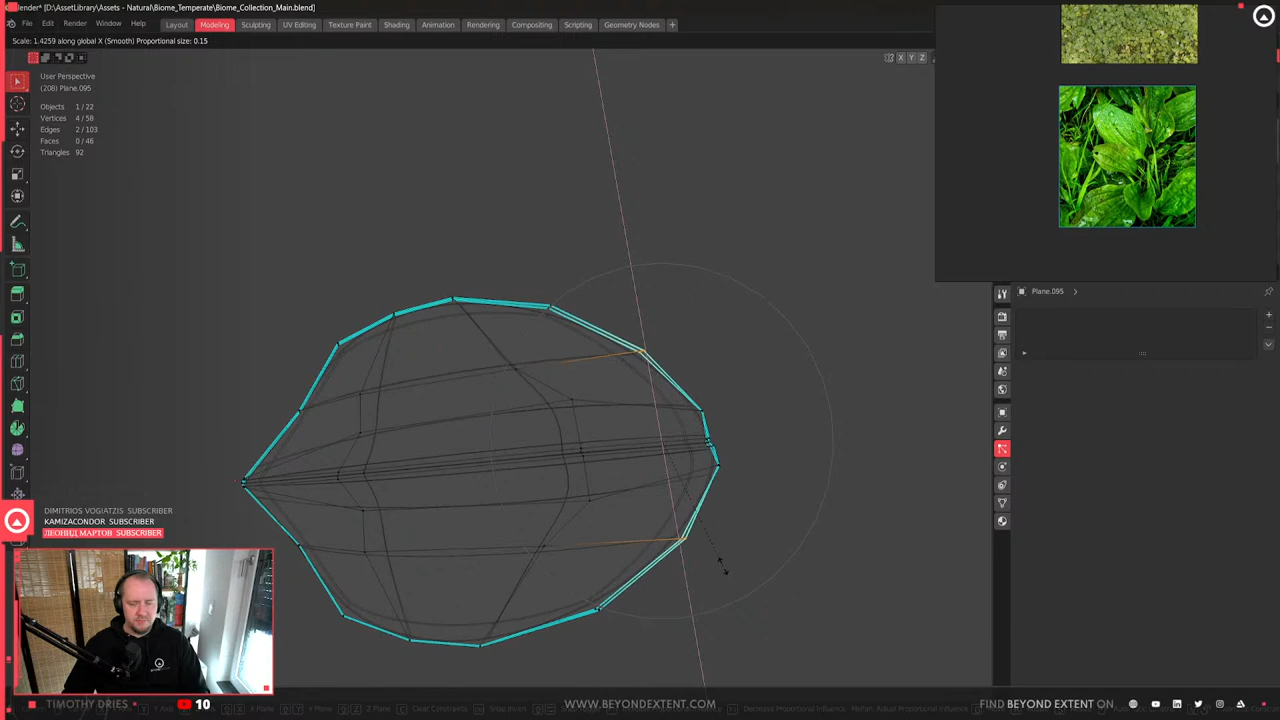 Blender* [D:\AssetLibrary\Assets - Natural\Biome_Temperate\Biome_Collection_Main.blend]
File Edit Render Window Help
Layout Modeling Sculpting UV Editing Texture Paint Shading Animation Rendering Compositing Scripting Geometry Nodes +
Scale: 1.4259 along global X (Smooth) Proportional size: 0.15
X Y Z
User Perspective
(208) Plane.095
Objects 1 / 22
Vertices 4 / 58
Edges 2 / 103
Faces 0 / 46
Triangles 92
Plane.095
DIMITRIOS VOGIATZIS SUBSCRIBER
KAMIZACONDOR SUBSCRIBER
ЛЕОНИД МАРТОВ SUBSCRIBER
TIMOTHY DRIES 10 WWW.BEYONDEXTENT.COM FIND BEYOND EXTENT ON